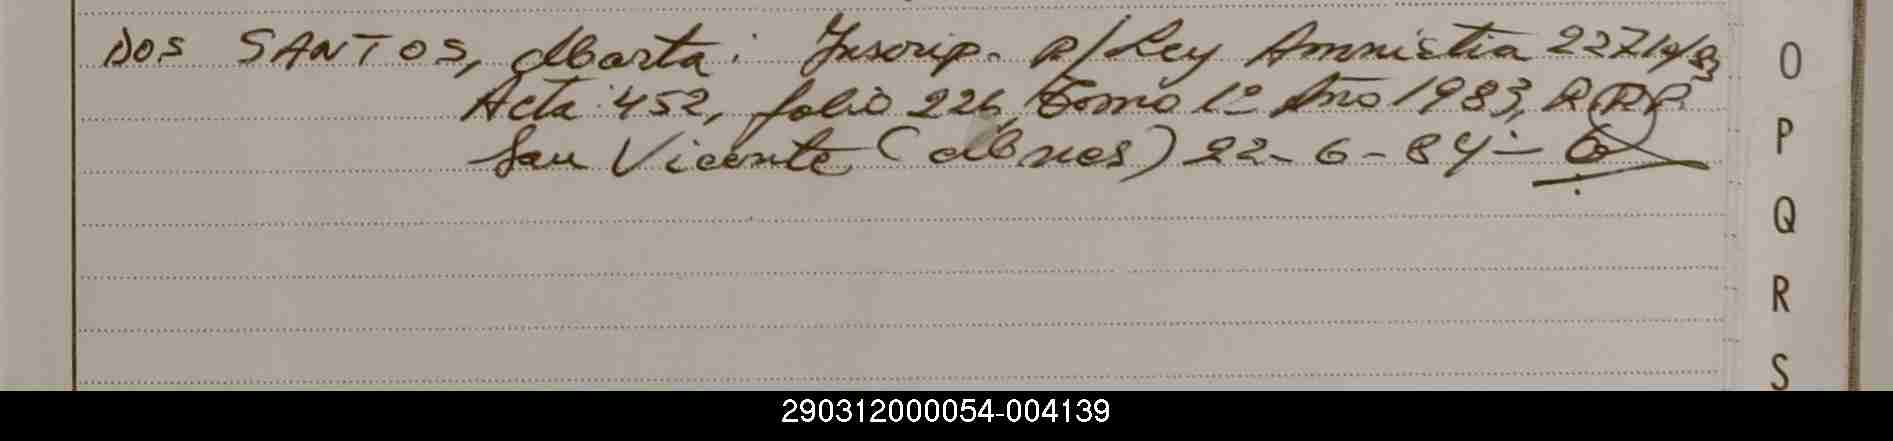 DOS SANTOS, Marta: Inscrip. p/Ley Amnistia 22714/83
Acta 452, folio 226, Tomo 1º Año 1983, RPP.
San Vicente (Mnes) 22-6-84-
O
P
Q
R
S
290312000054-004139